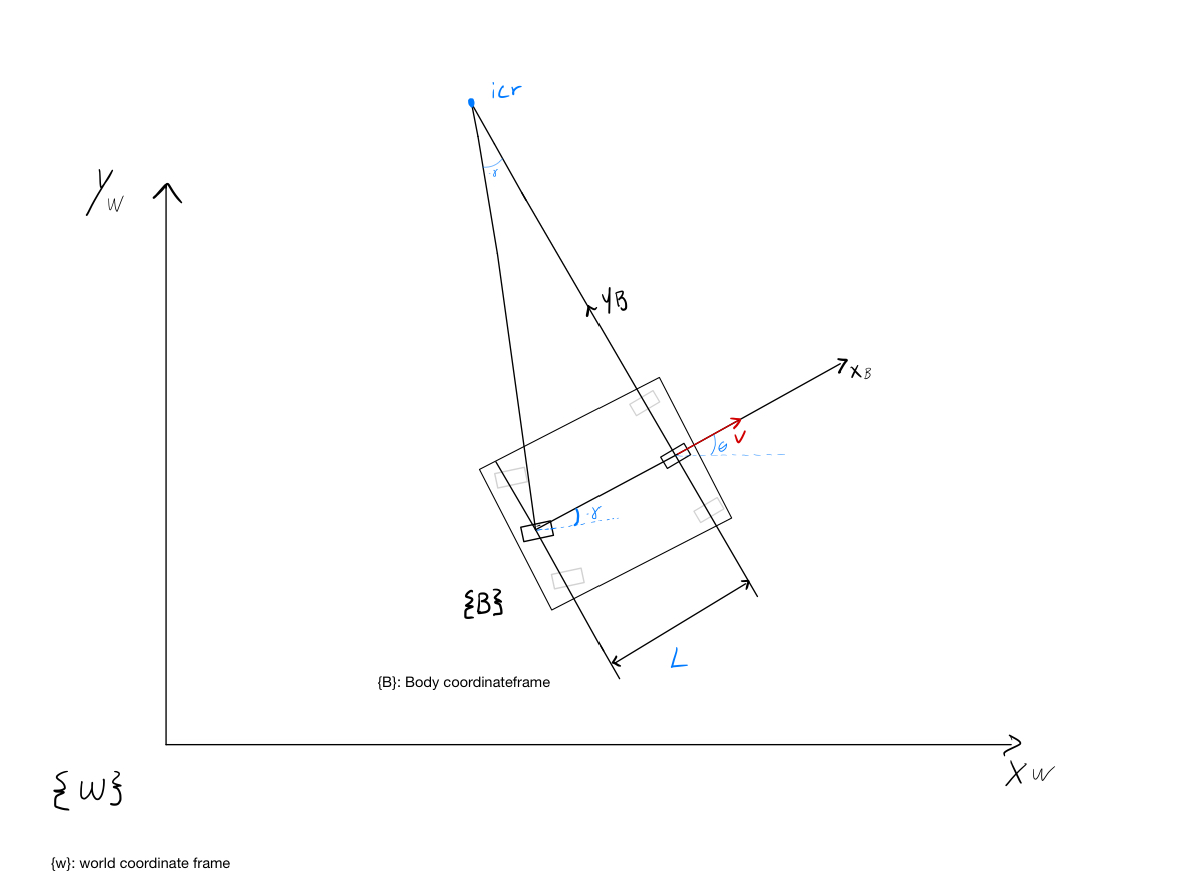 icr
-γ
Y_W
y_B
x_B
v
θ
-γ
{B}
L
{B}: Body coordinateframe
X_W
{W}
{w}: world coordinate frame